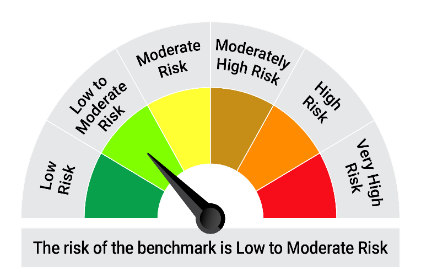 Low
Risk
Low to
Moderate
Risk
Moderate
Risk
Moderately
High Risk
High
Risk
Very High
Risk
The risk of the benchmark is Low to Moderate Risk